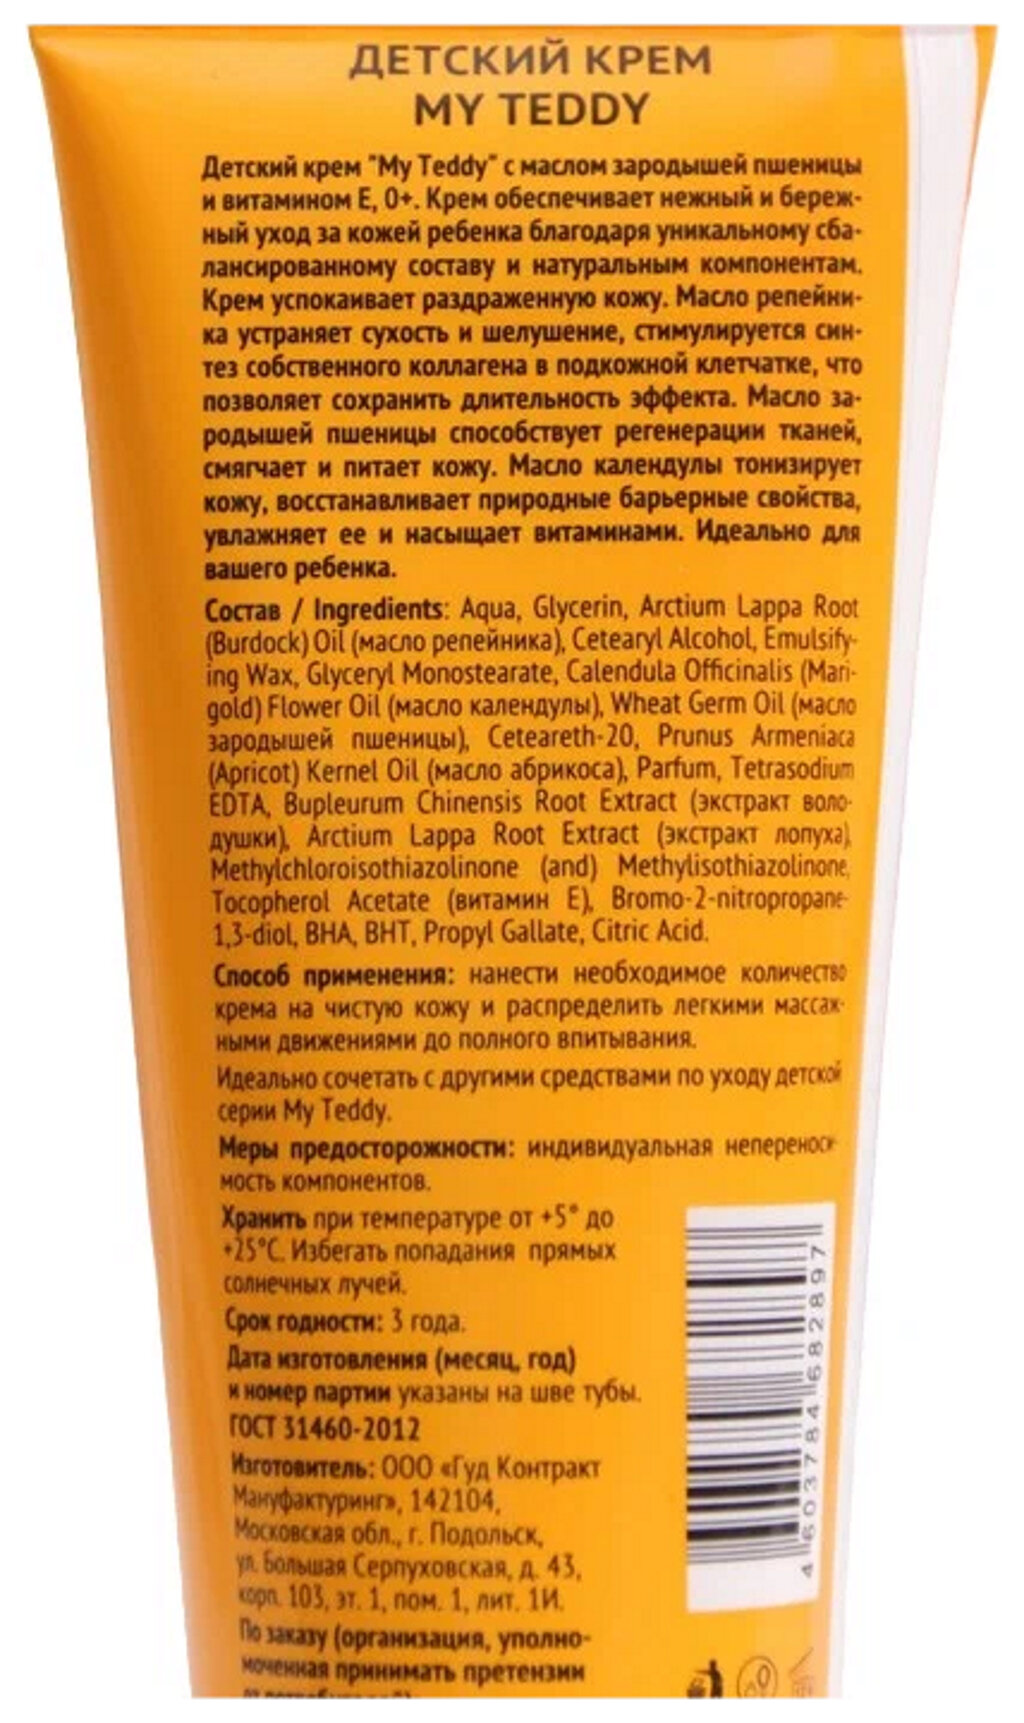 ДЕТСКИЙ КРЕМ
MY TEDDY
Детский крем "My Teddy" с маслом зародышей пшеницы
и витамином Е, 0+. Крем обеспечивает нежный и береж-
ный уход за кожей ребенка благодаря уникальному сба-
лансированному составу и натуральным компонентам.
Крем успокаивает раздраженную кожу. Масло репейни-
ка устраняет сухость и шелушение, стимулируется син-
тез собственного коллагена в подкожной клетчатке, что
позволяет сохранить длительность эффекта. Масло за-
родышей пшеницы способствует регенерации тканей,
смягчает и питает кожу. Масло календулы тонизирует
кожу, восстанавливает природные барьерные свойства,
увлажняет ее и насыщает витаминами. Идеально для
вашего ребенка.
Состав / Ingredients: Aqua, Glycerin, Arctium Lappa Root
(Burdock) Oil (масло репейника), Cetearyl Alcohol, Emulsify-
ing Wax, Glyceryl Monostearate, Calendula Officinalis (Mari-
gold) Flower Oil (масло календулы), Wheat Germ Oil (масло
зародышей пшеницы), Ceteareth-20, Prunus Armeniaca
(Apricot) Kernel Oil (масло абрикоса), Parfum, Tetrasodium
EDTA, Bupleurum Chinensis Root Extract (экстракт воло-
душки), Arctium Lappa Root Extract (экстракт лопуха),
Methylchloroisothiazolinone (and) Methylisothiazolinone,
Tocopherol Acetate (витамин Е), Bromo-2-nitropropane-
1,3-diol, BHA, BHT, Propyl Gallate, Citric Acid.
Способ применения: нанести необходимое количество
крема на чистую кожу и распределить легкими массаж-
ными движениями до полного впитывания.
Идеально сочетать с другими средствами по уходу детской
серии My Teddy.
Меры предосторожности: индивидуальная непереноси-
мость компонентов.
Хранить при температуре от +5° до
+25°С. Избегать попадания прямых
солнечных лучей.
Срок годности: 3 года.
Дата изготовления (месяц, год)
и номер партии указаны на шве тубы.
ГОСТ 31460-2012
Изготовитель: ООО «Гуд Контракт
Мануфактуринг», 142104,
Московская обл., г. Подольск,
ул. Большая Серпуховская, д. 43,
корп. 103, эт. 1, пом. 1, лит. 1И.
По заказу (организация, уполно-
моченная принимать претензии
4603784682897